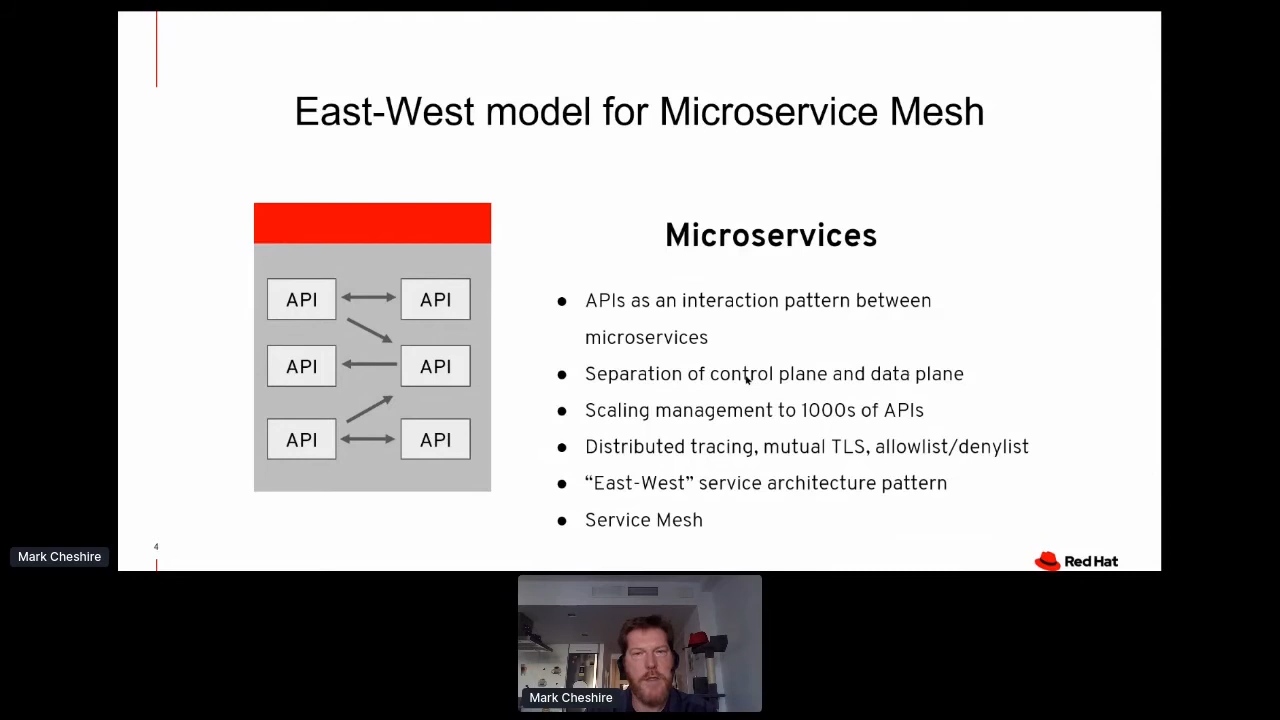 East-West model for Microservice Mesh
Microservices
API API
API API
API API
● APIs as an interaction pattern between
microservices
● Separation of control plane and data plane
● Scaling management to 1000s of APIs
● Distributed tracing, mutual TLS, allowlist/denylist
● “East-West” service architecture pattern
● Service Mesh
4
Red Hat
Mark Cheshire
Mark Cheshire